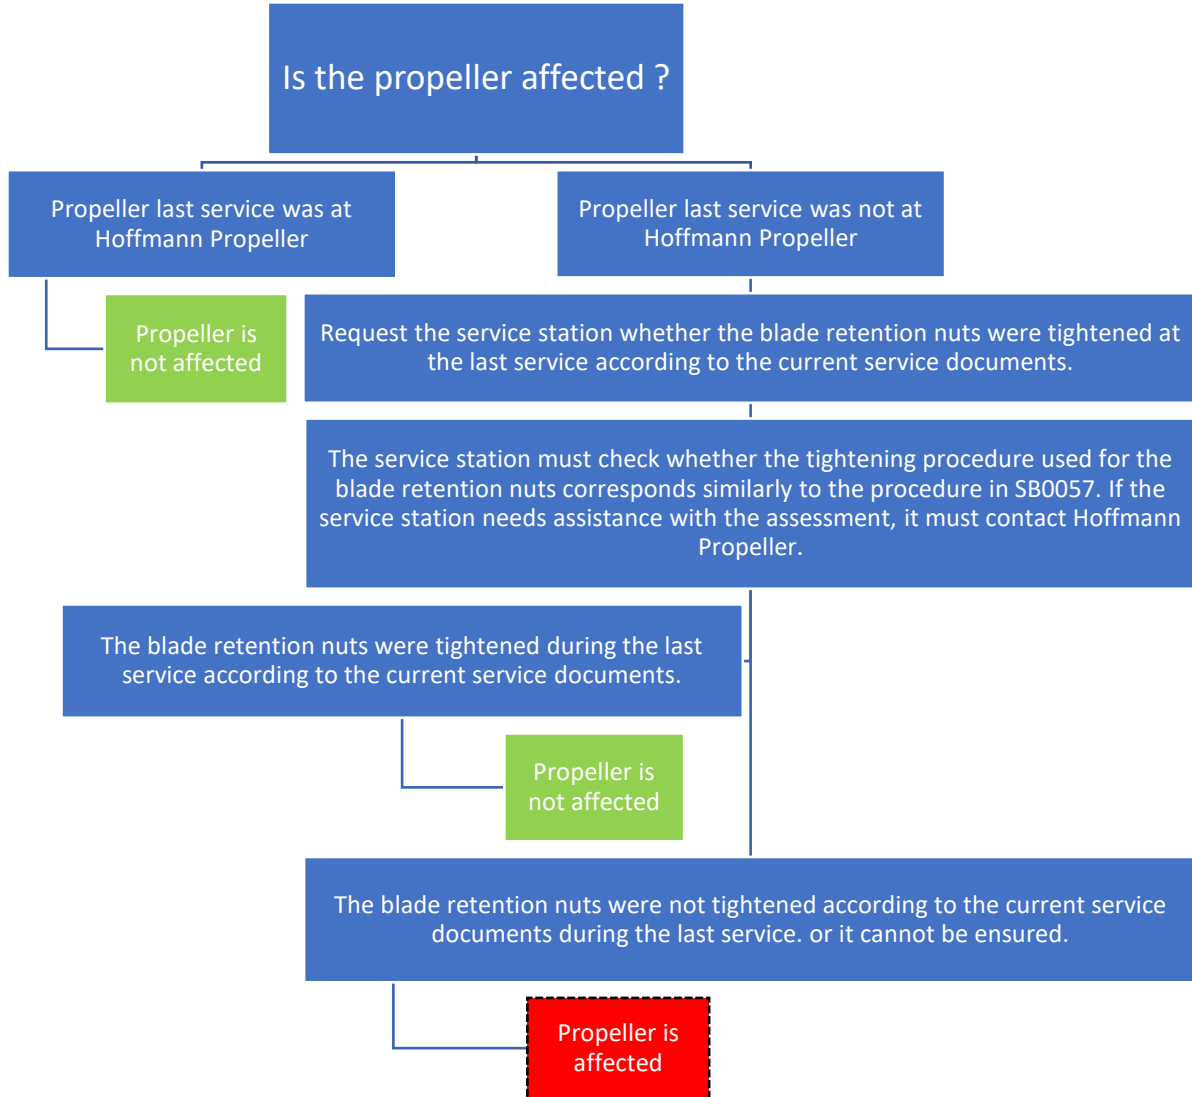 Is the propeller affected ?
Propeller last service was at
Hoffmann Propeller
Propeller last service was not at
Hoffmann Propeller
Propeller is
not affected
Request the service station whether the blade retention nuts were tightened at
the last service according to the current service documents.
The service station must check whether the tightening procedure used for the
blade retention nuts corresponds similarly to the procedure in SB0057. If the
service station needs assistance with the assessment, it must contact Hoffmann
Propeller.
The blade retention nuts were tightened during the last
service according to the current service documents.
Propeller is
not affected
The blade retention nuts were not tightened according to the current service
documents during the last service. or it cannot be ensured.
Propeller is
affected